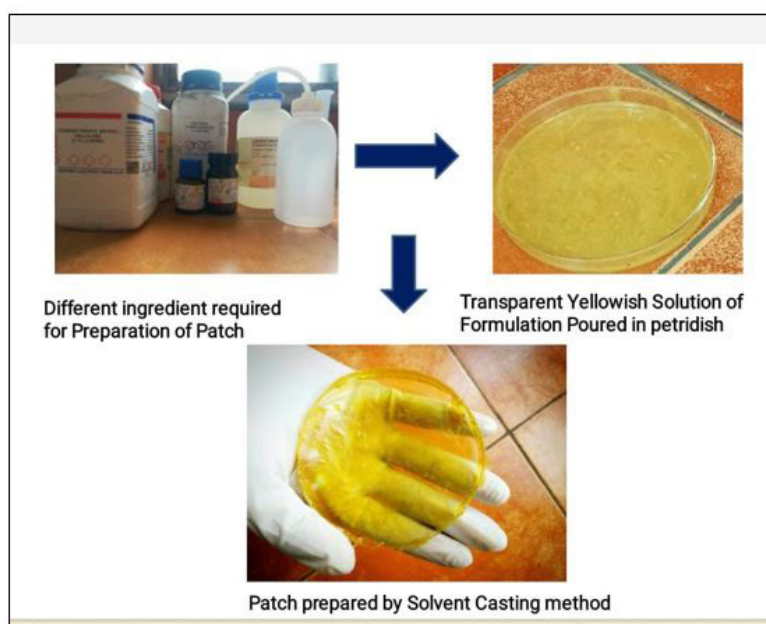 Different ingredient required
for Preparation of Patch
Transparent Yellowish Solution of
Formulation Poured in petridish
Patch prepared by Solvent Casting method